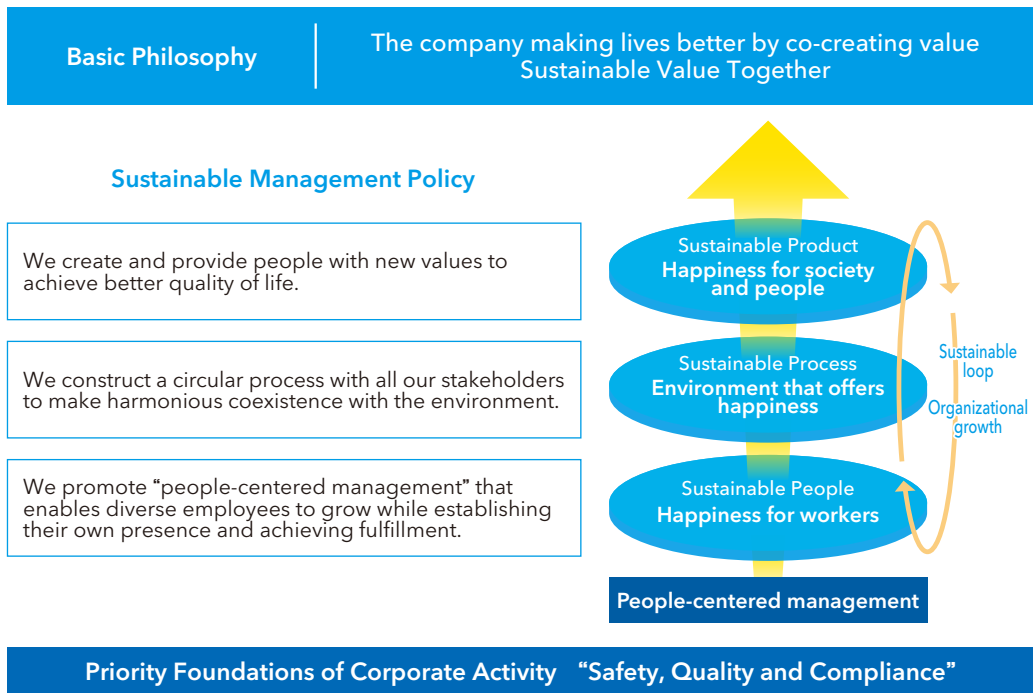 Basic Philosophy
The company making lives better by co-creating value
Sustainable Value Together
Sustainable Management Policy
We create and provide people with new values to
achieve better quality of life.
Sustainable Product
Happiness for society
and people
We construct a circular process with all our stakeholders
to make harmonious coexistence with the environment.
Sustainable Process
Environment that offers
happiness
Sustainable
loop
Organizational
growth
We promote “people-centered management” that
enables diverse employees to grow while establishing
their own presence and achieving fulfillment.
Sustainable People
Happiness for workers
People-centered management
Priority Foundations of Corporate Activity “Safety, Quality and Compliance”